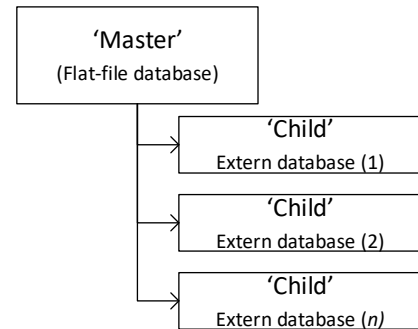 ‘Master’
(Flat-file database)
‘Child’
Extern database (1)
‘Child’
Extern database (2)
‘Child’
Extern database (n)